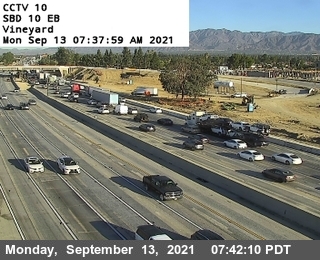 CCTV 10
SBD 10 EB
Vineyard
Mon Sep 13 07:37:59 AM 2021
Monday, September 13, 2021 07:42:10 PDT